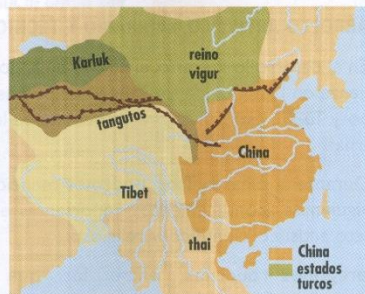 Karluk
reino
vigur
tangutos
China
Tibet
thai
China
estados
turcos